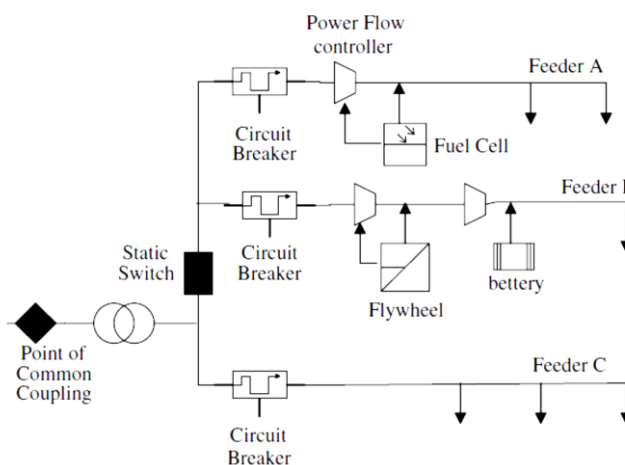 Power Flow
controller
Feeder A
Circuit
Breaker
Fuel Cell
Feeder
Static
Switch
Circuit
Breaker
Flywheel
bettery
Point of
Common
Coupling
Feeder C
Circuit
Breaker